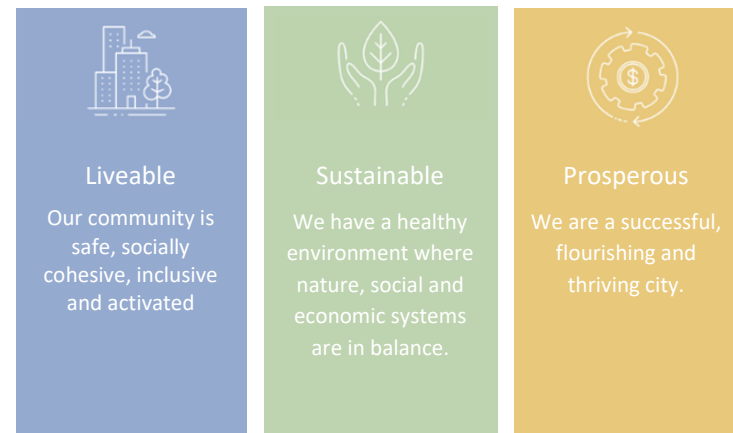 Liveable
Our community is
safe, socially
cohesive, inclusive
and activated
Sustainable
We have a healthy
environment where
nature, social and
economic systems
are in balance.
Prosperous
We are a successful,
flourishing and
thriving city.
$